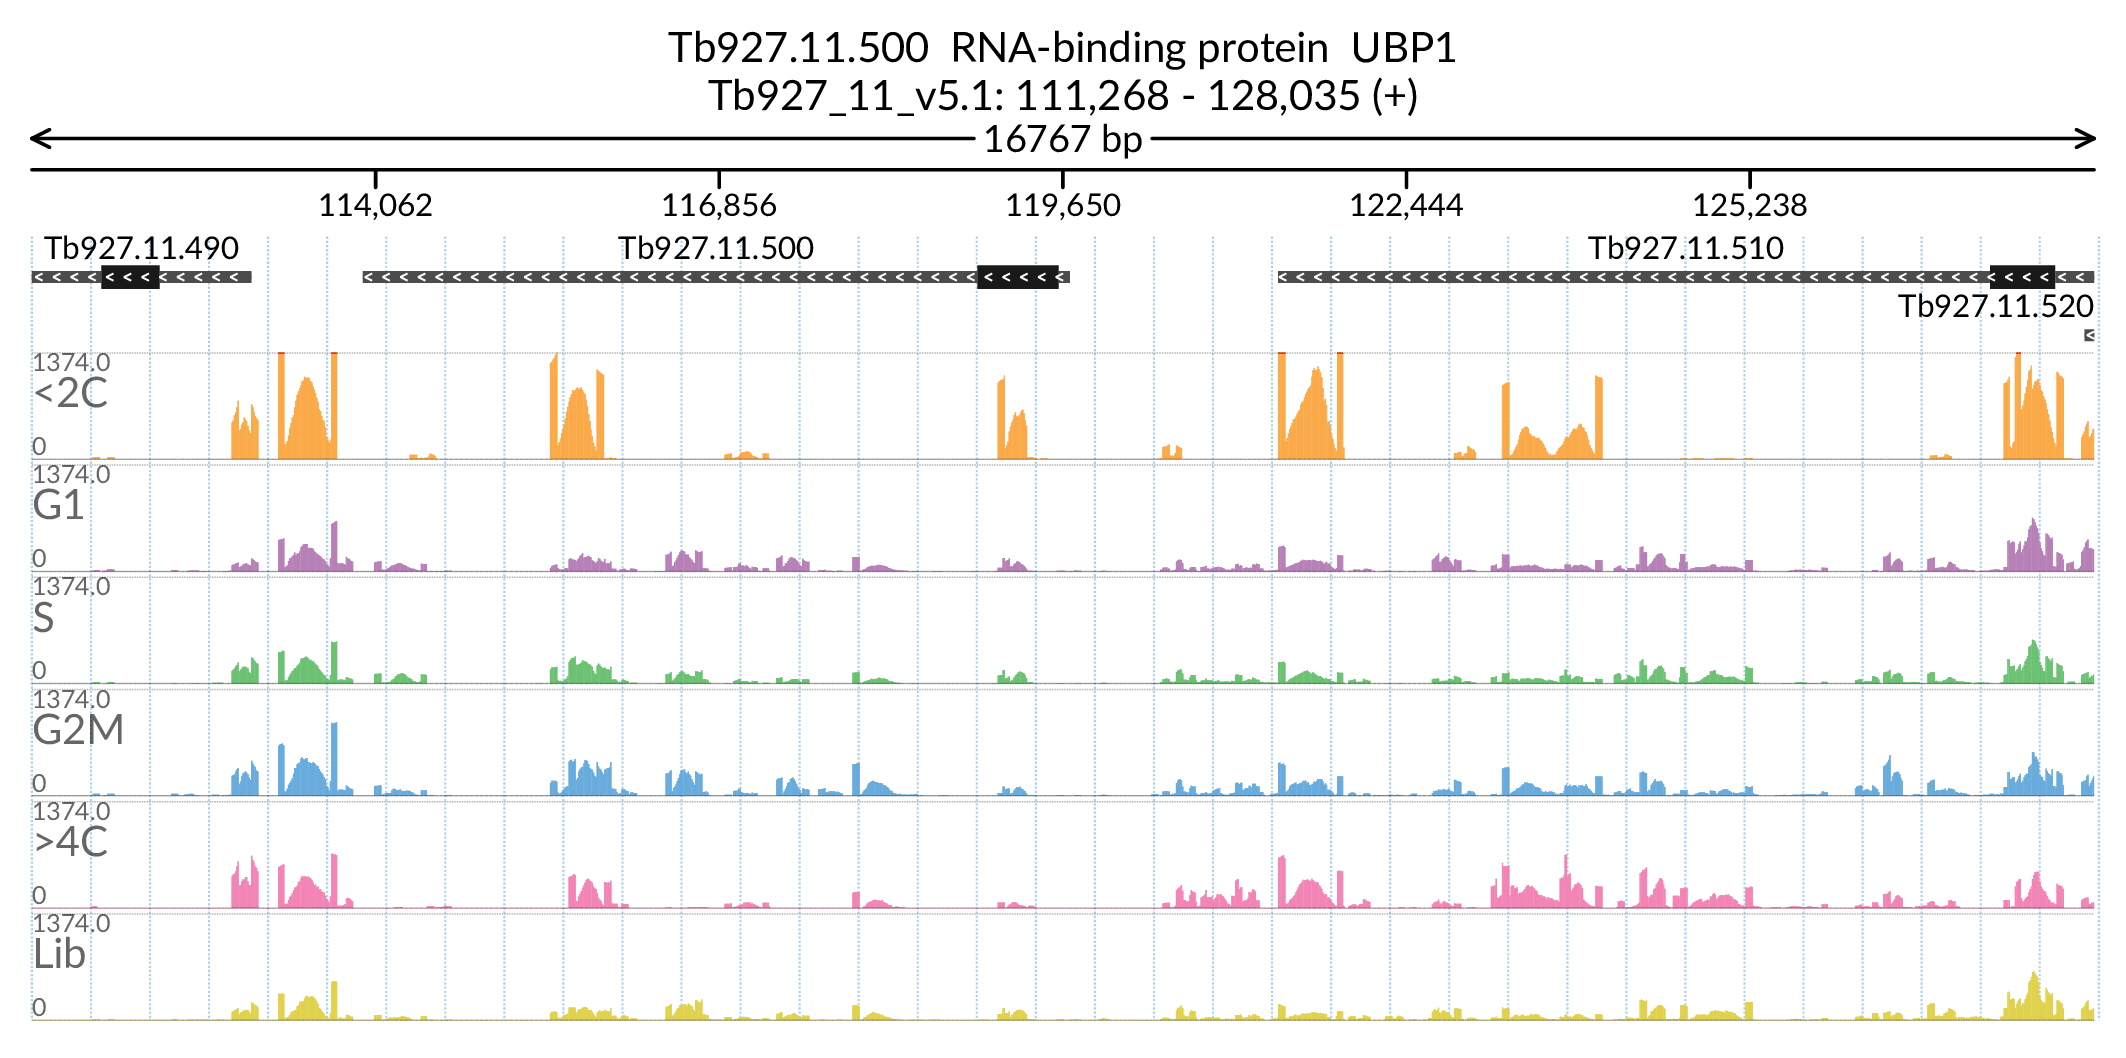 Tb927.11.500 RNA-binding protein UBP1
Tb927_11_v5.1: 111,268 - 128,035 (+)
16767 bp
114,062 116,856 119,650 122,444 125,238
Tb927.11.490 Tb927.11.500 Tb927.11.510
Tb927.11.520
1374.0
<2C
0
1374.0
G1
0
1374.0
S
0
1374.0
G2M
0
1374.0
>4C
0
1374.0
Lib
0